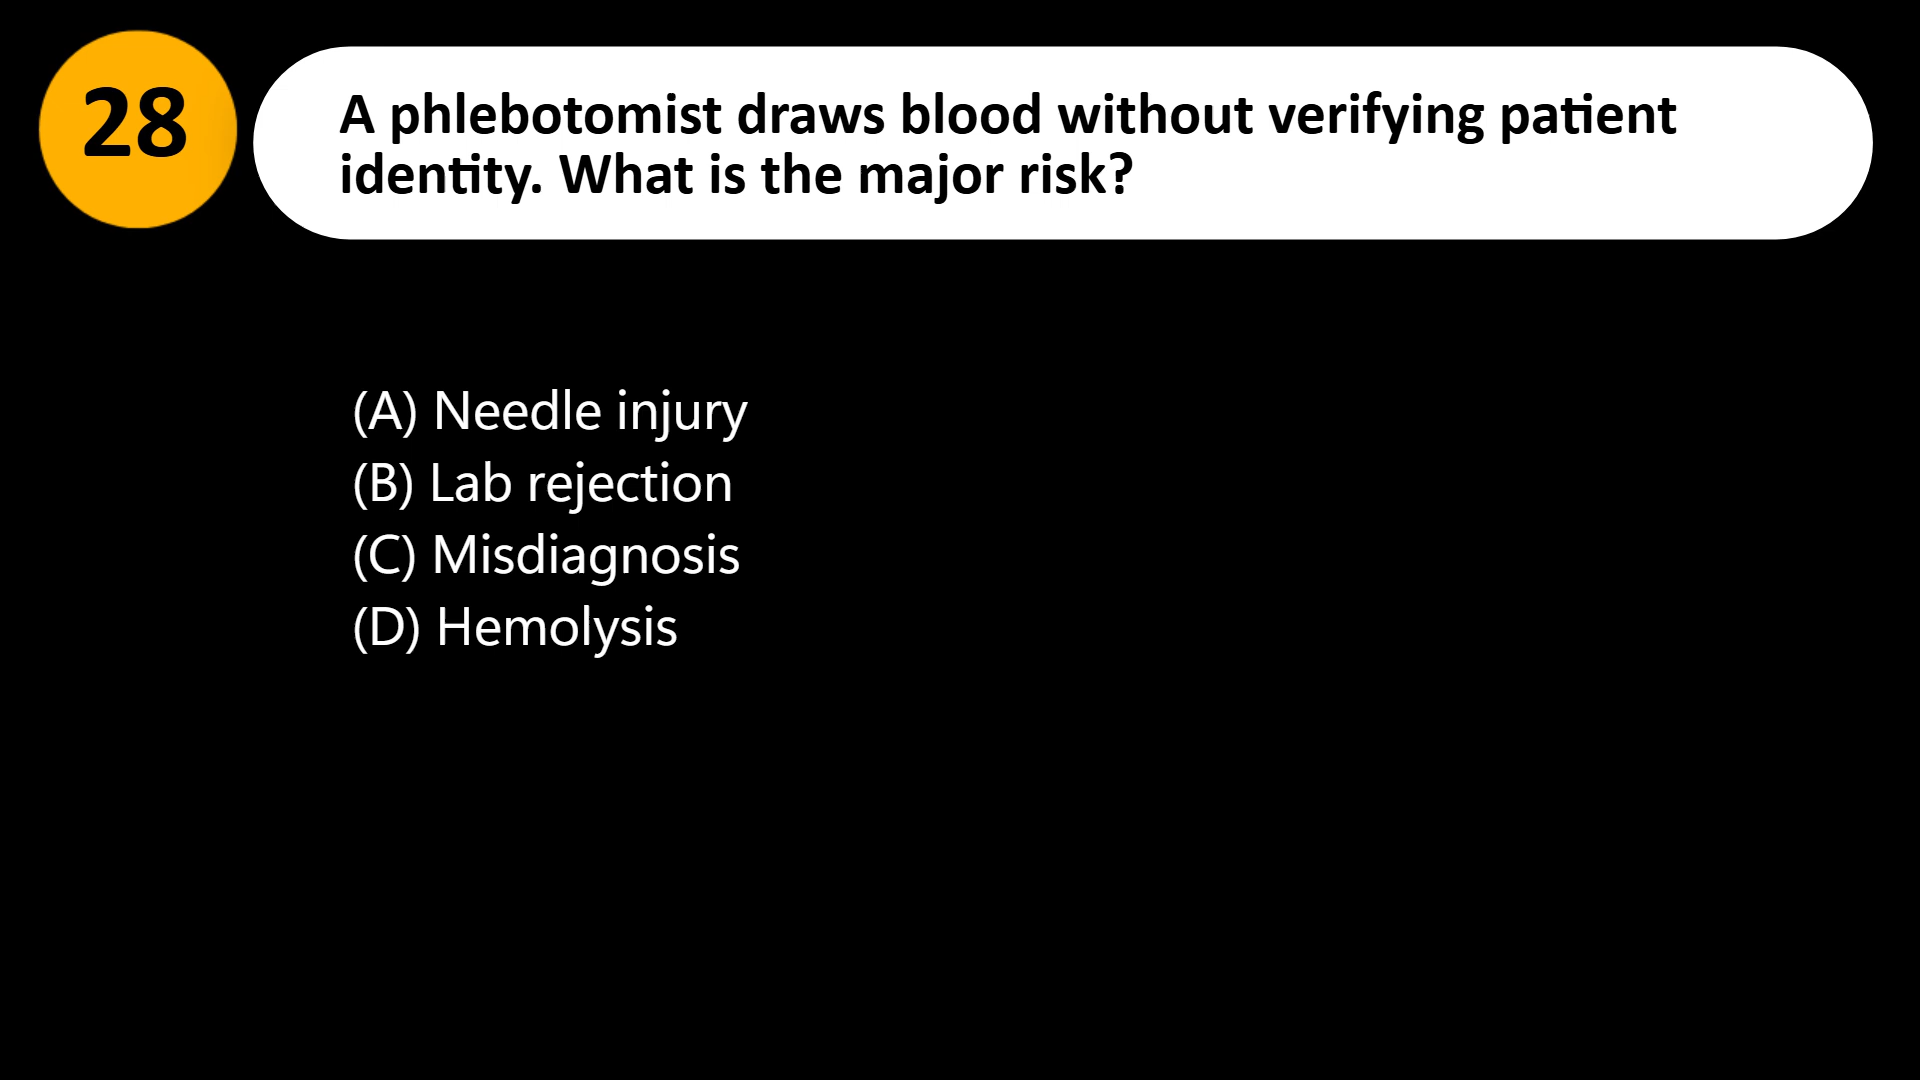 28
A phlebotomist draws blood without verifying patient
identity. What is the major risk?
(A) Needle injury
(B) Lab rejection
(C) Misdiagnosis
(D) Hemolysis